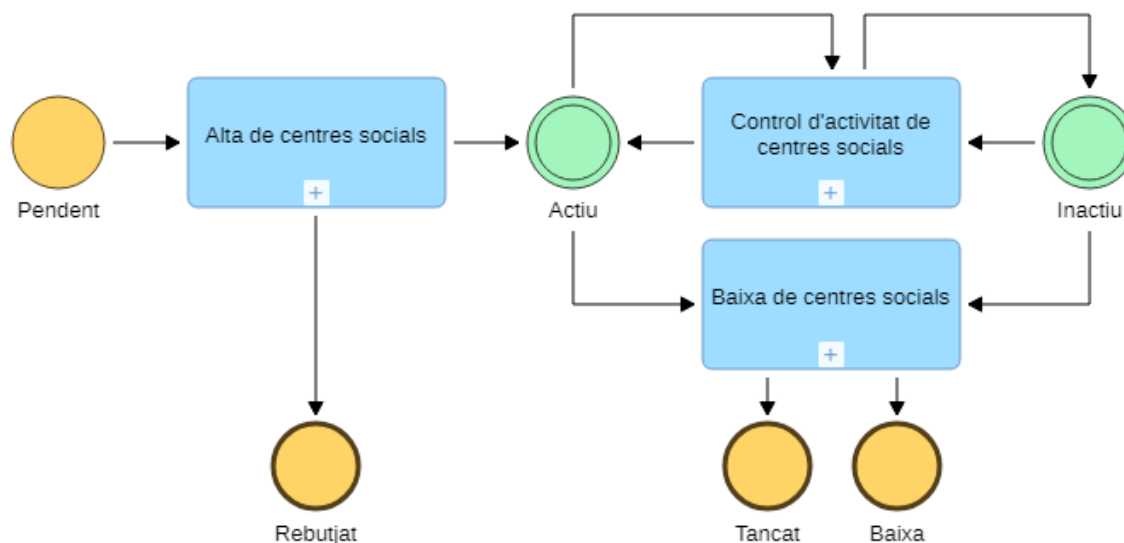 Alta de centres socials
Control d'activitat de
centres socials
Pendent
Actiu
Inactiu
Baixa de centres socials
Rebutjat
Tancat
Baixa